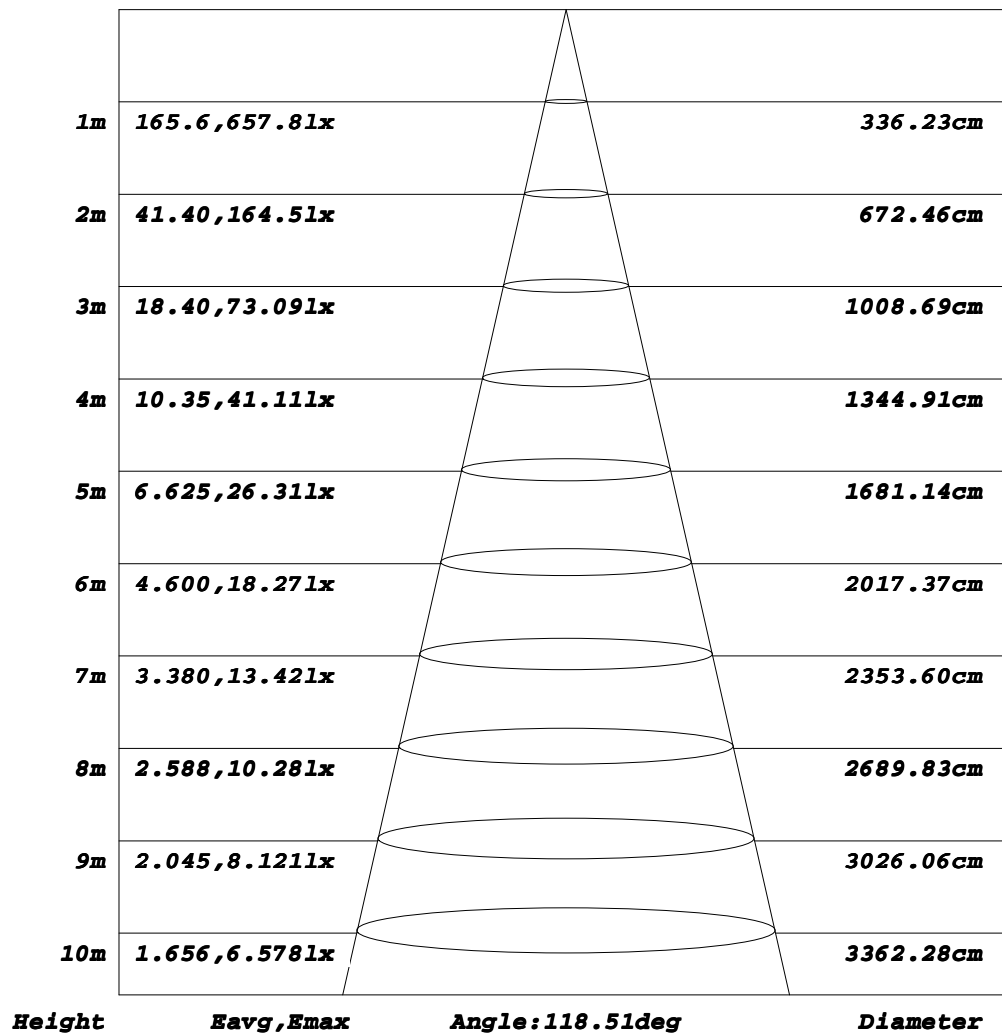 1m 165.6,657.8lx 336.23cm
2m 41.40,164.5lx 672.46cm
3m 18.40,73.09lx 1008.69cm
4m 10.35,41.11lx 1344.91cm
5m 6.625,26.31lx 1681.14cm
6m 4.600,18.27lx 2017.37cm
7m 3.380,13.42lx 2353.60cm
8m 2.588,10.28lx 2689.83cm
9m 2.045,8.121lx 3026.06cm
10m 1.656,6.578lx 3362.28cm
Height Eavg,Emax Angle:118.51deg Diameter